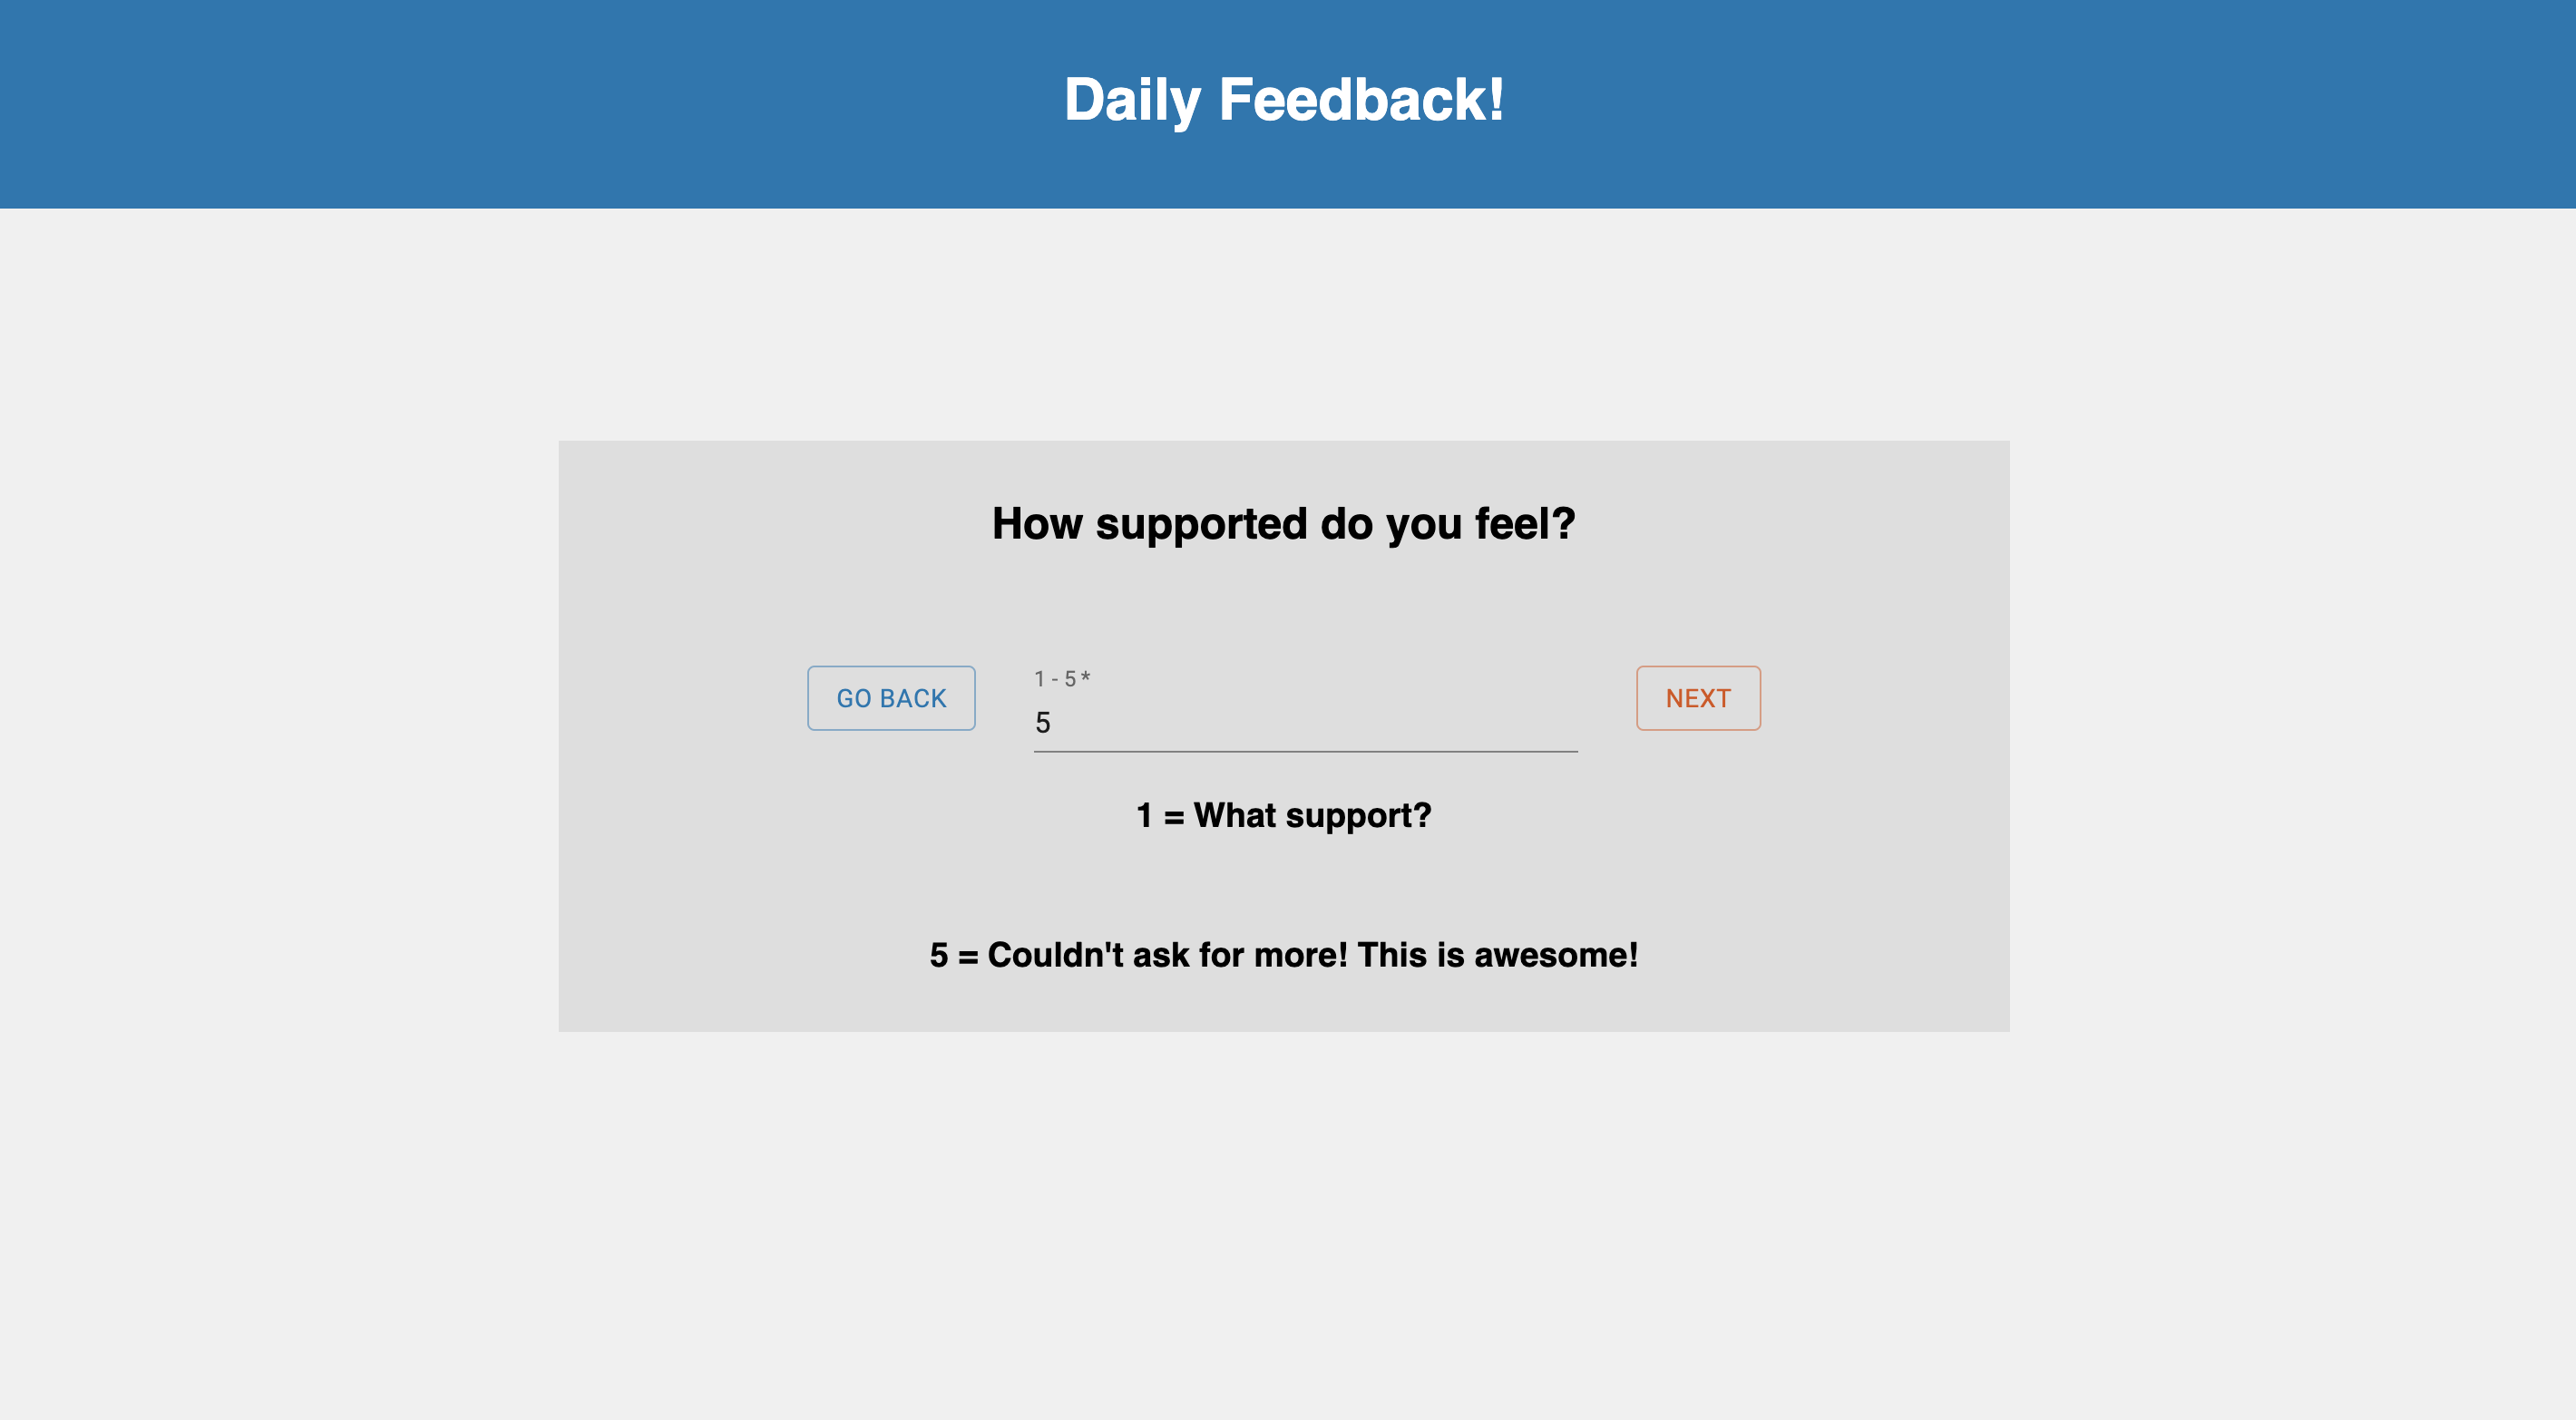 Daily Feedback!
How supported do you feel?
GO BACK
1 - 5 *
5
NEXT
1 = What support?
5 = Couldn't ask for more! This is awesome!